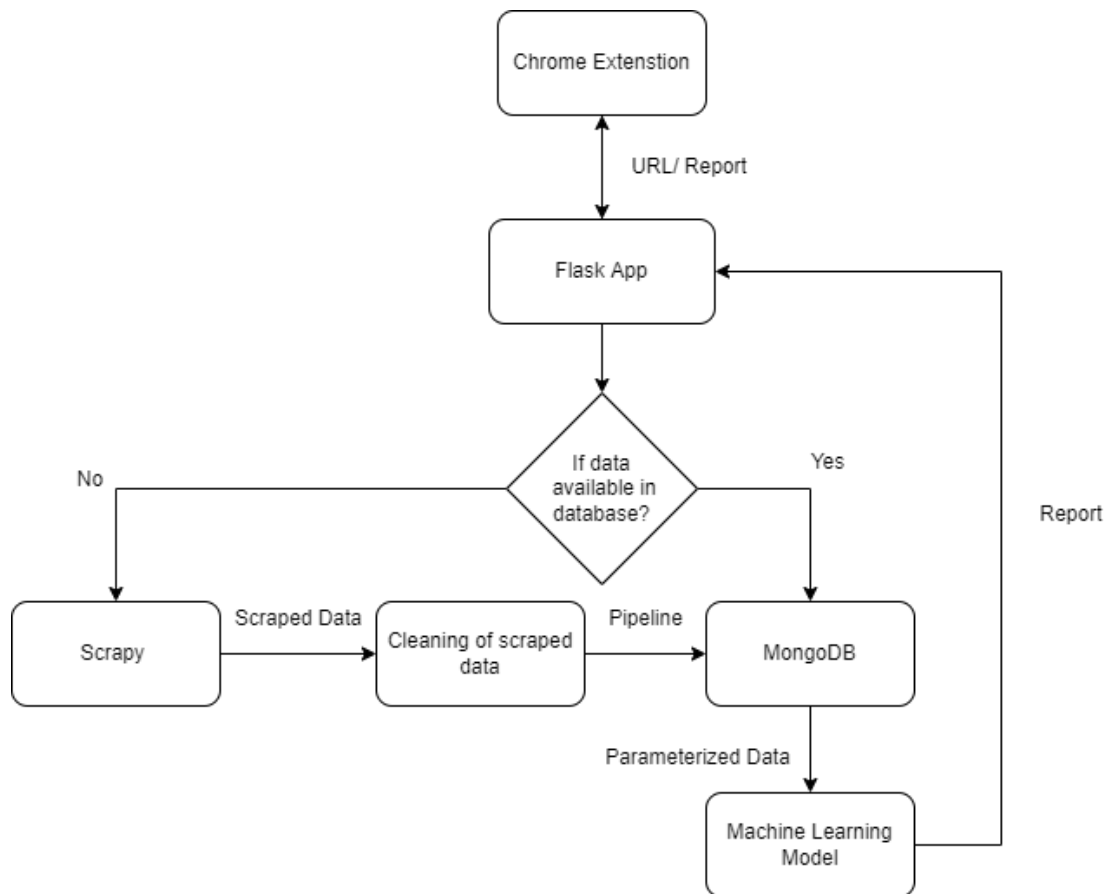 Chrome Extenstion
URL/ Report
Flask App
If data
available in
database?
No
Yes
Report
Scrapy
Scraped Data
Cleaning of scraped
data
Pipeline
MongoDB
Parameterized Data
Machine Learning
Model